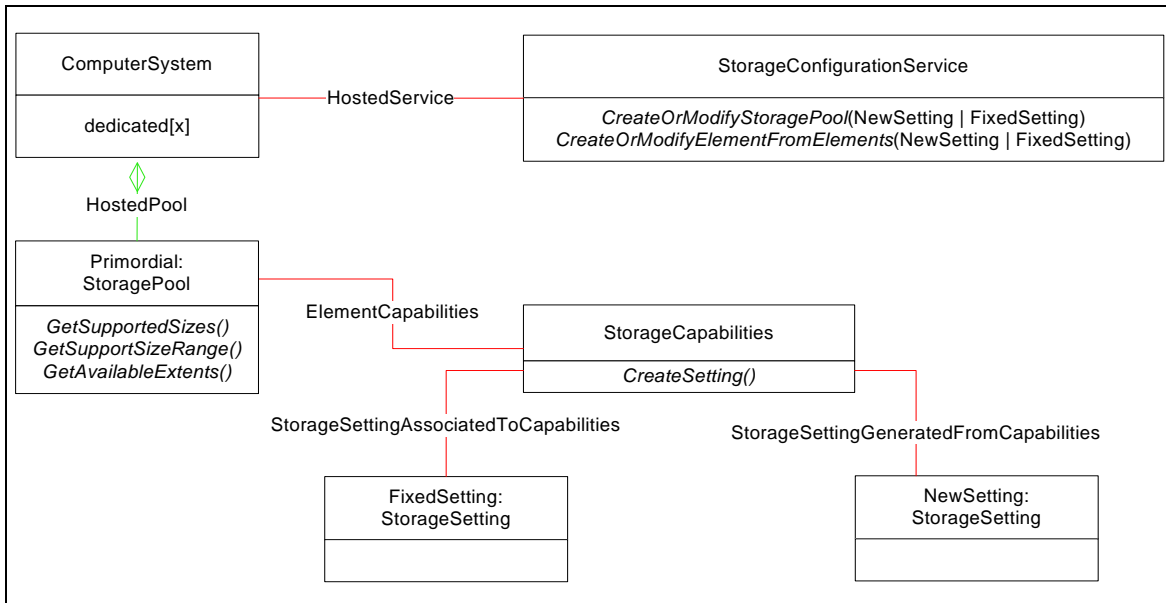 ComputerSystem
dedicated[x]
HostedService
StorageConfigurationService
CreateOrModifyStoragePool(NewSetting | FixedSetting)
CreateOrModifyElementFromElements(NewSetting | FixedSetting)
HostedPool
Primordial:
StoragePool
GetSupportedSizes()
GetSupportSizeRange()
GetAvailableExtents()
ElementCapabilities
StorageCapabilities
CreateSetting()
StorageSettingAssociatedToCapabilities
StorageSettingGeneratedFromCapabilities
FixedSetting:
StorageSetting
NewSetting:
StorageSetting